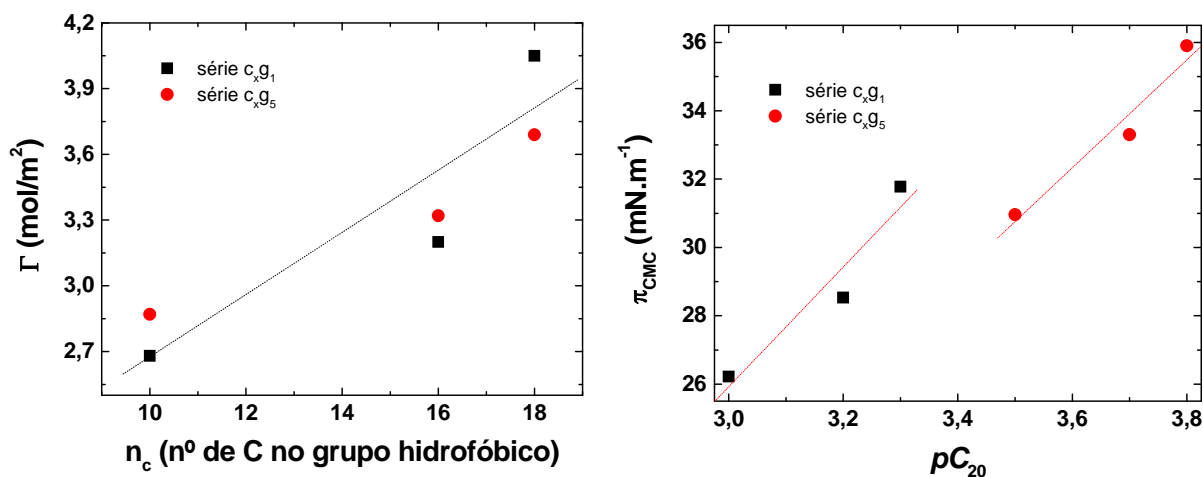 4,2
3,9
3,6
3,3
3,0
2,7
Γ (mol/m²)
série cₓg₁
série cₓg₅
10 12 14 16 18
n_c (nº de C no grupo hidrofóbico)
36
34
32
30
28
26
π_CMC (mN.m⁻¹)
série cₓg₁
série cₓg₅
3,0 3,2 3,4 3,6 3,8
pC₂₀